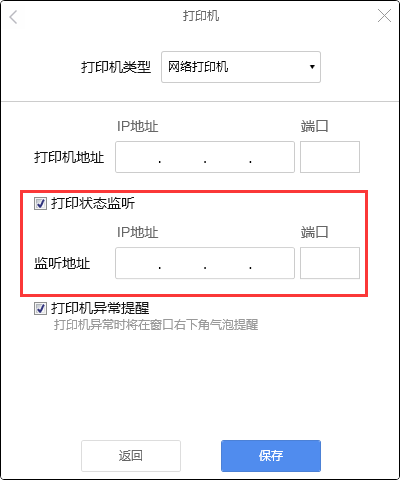 打印机
打印机类型 网络打印机
IP地址 端口
打印机地址 . . .
打印状态监听
IP地址 端口
监听地址 . . .
打印机异常提醒
打印机异常时将在窗口右下角气泡提醒
返回 保存